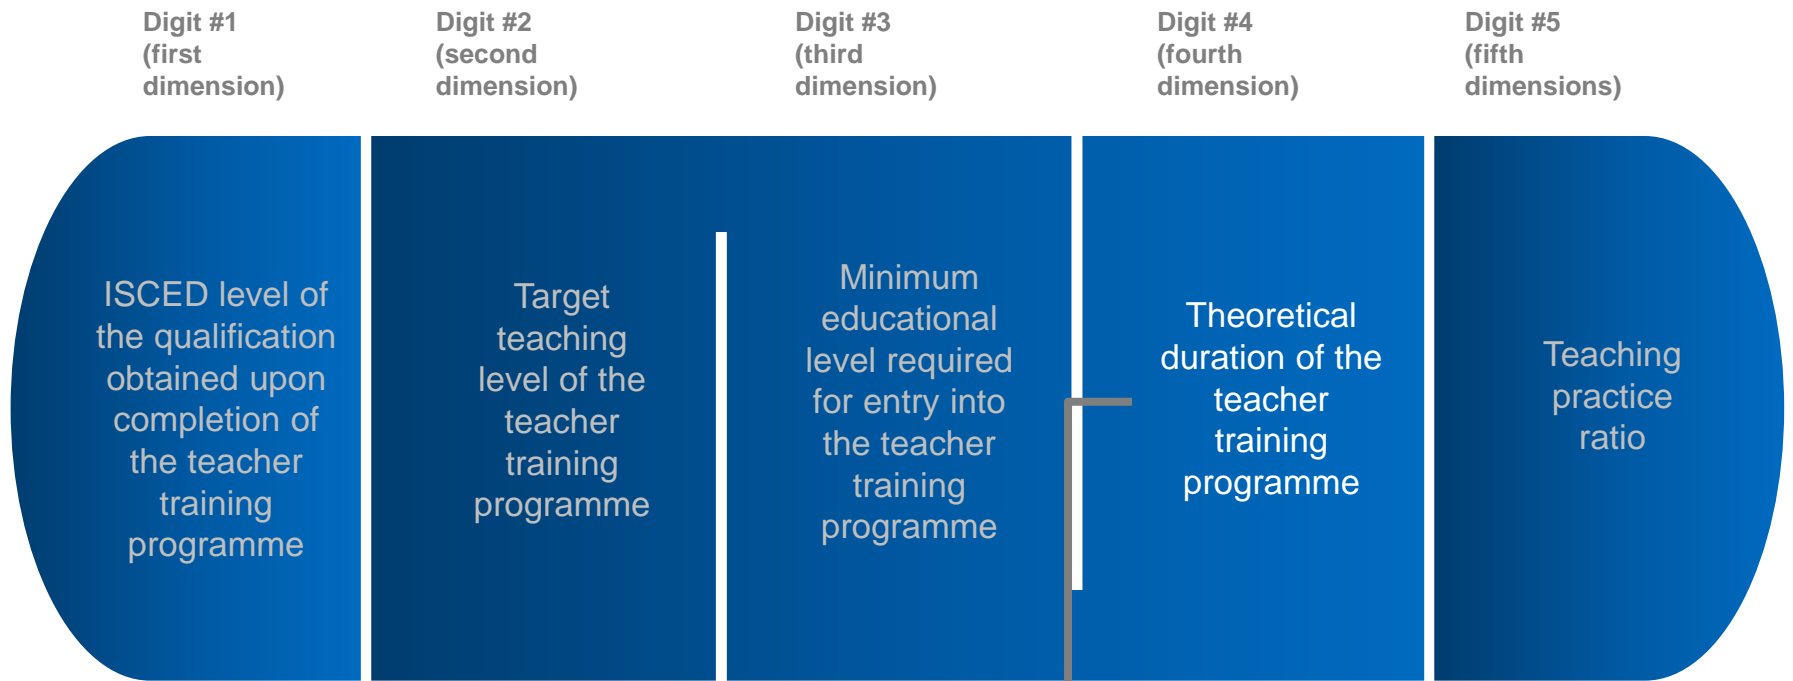 Digit #1
(first
dimension)
Digit #2
(second
dimension)
Digit #3
(third
dimension)
Digit #4
(fourth
dimension)
Digit #5
(fifth
dimensions)
ISCED level of
the qualification
obtained upon
completion of
the teacher
training
programme
Target
teaching
level of the
teacher
training
programme
Minimum
educational
level required
for entry into
the teacher
training
programme
Theoretical
duration of the
teacher
training
programme
Teaching
practice
ratio